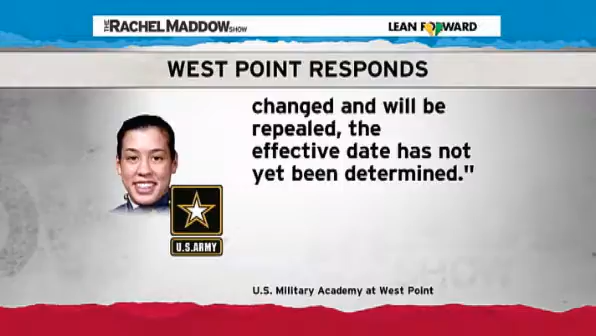 THE RACHEL MADDOW SHOW
LEAN FORWARD
WEST POINT RESPONDS
changed and will be
repealed, the
effective date has not
yet been determined."
U.S.ARMY
U.S. Military Academy at West Point